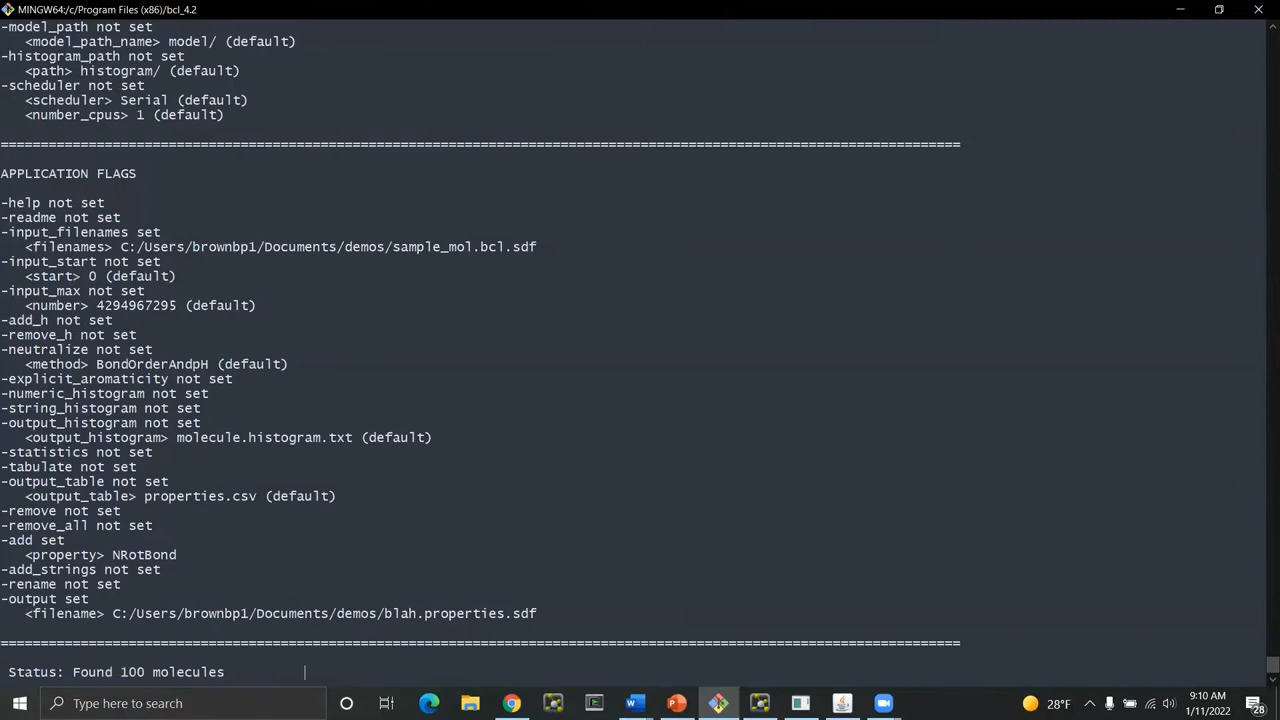 MINGW64:/c/Program Files (x86)/bcl_4.2
-model_path not set
<model_path_name> model/ (default)
-histogram_path not set
<path> histogram/ (default)
-scheduler not set
<scheduler> Serial (default)
<number_cpus> 1 (default)
================================================================================================================================
APPLICATION FLAGS
-help not set
-readme not set
-input_filenames set
<filenames> C:/Users/brownbp1/Documents/demos/sample_mol.bcl.sdf
-input_start not set
<start> 0 (default)
-input_max not set
<number> 4294967295 (default)
-add_h not set
-remove_h not set
-neutralize not set
<method> BondOrderAndpH (default)
-explicit_aromaticity not set
-numeric_histogram not set
-string_histogram not set
-output_histogram not set
<output_histogram> molecule.histogram.txt (default)
-statistics not set
-tabulate not set
-output_table not set
<output_table> properties.csv (default)
-remove not set
-remove_all not set
-add set
<property> NRotBond
-add_strings not set
-rename not set
-output set
<filename> C:/Users/brownbp1/Documents/demos/blah.properties.sdf
================================================================================================================================
Status: Found 100 molecules
Type here to search
28°F
9:10 AM
1/11/2022
28